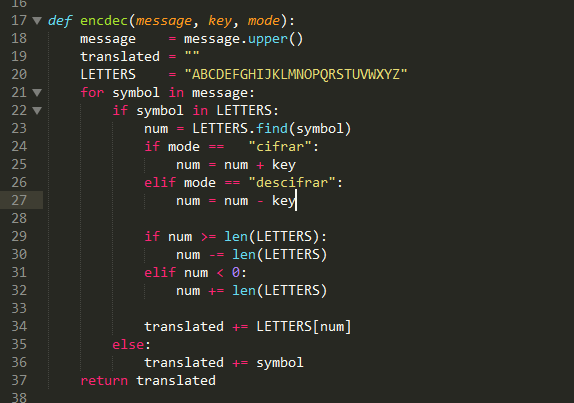 16
17 def encdec(message, key, mode):
18     message    = message.upper()
19     translated = ""
20     LETTERS    = "ABCDEFGHIJKLMNOPQRSTUVWXYZ"
21     for symbol in message:
22         if symbol in LETTERS:
23             num = LETTERS.find(symbol)
24             if mode ==   "cifrar":
25                 num = num + key
26             elif mode == "descifrar":
27                 num = num - key
28
29             if num >= len(LETTERS):
30                 num -= len(LETTERS)
31             elif num < 0:
32                 num += len(LETTERS)
33
34             translated += LETTERS[num]
35         else:
36             translated += symbol
37     return translated
38